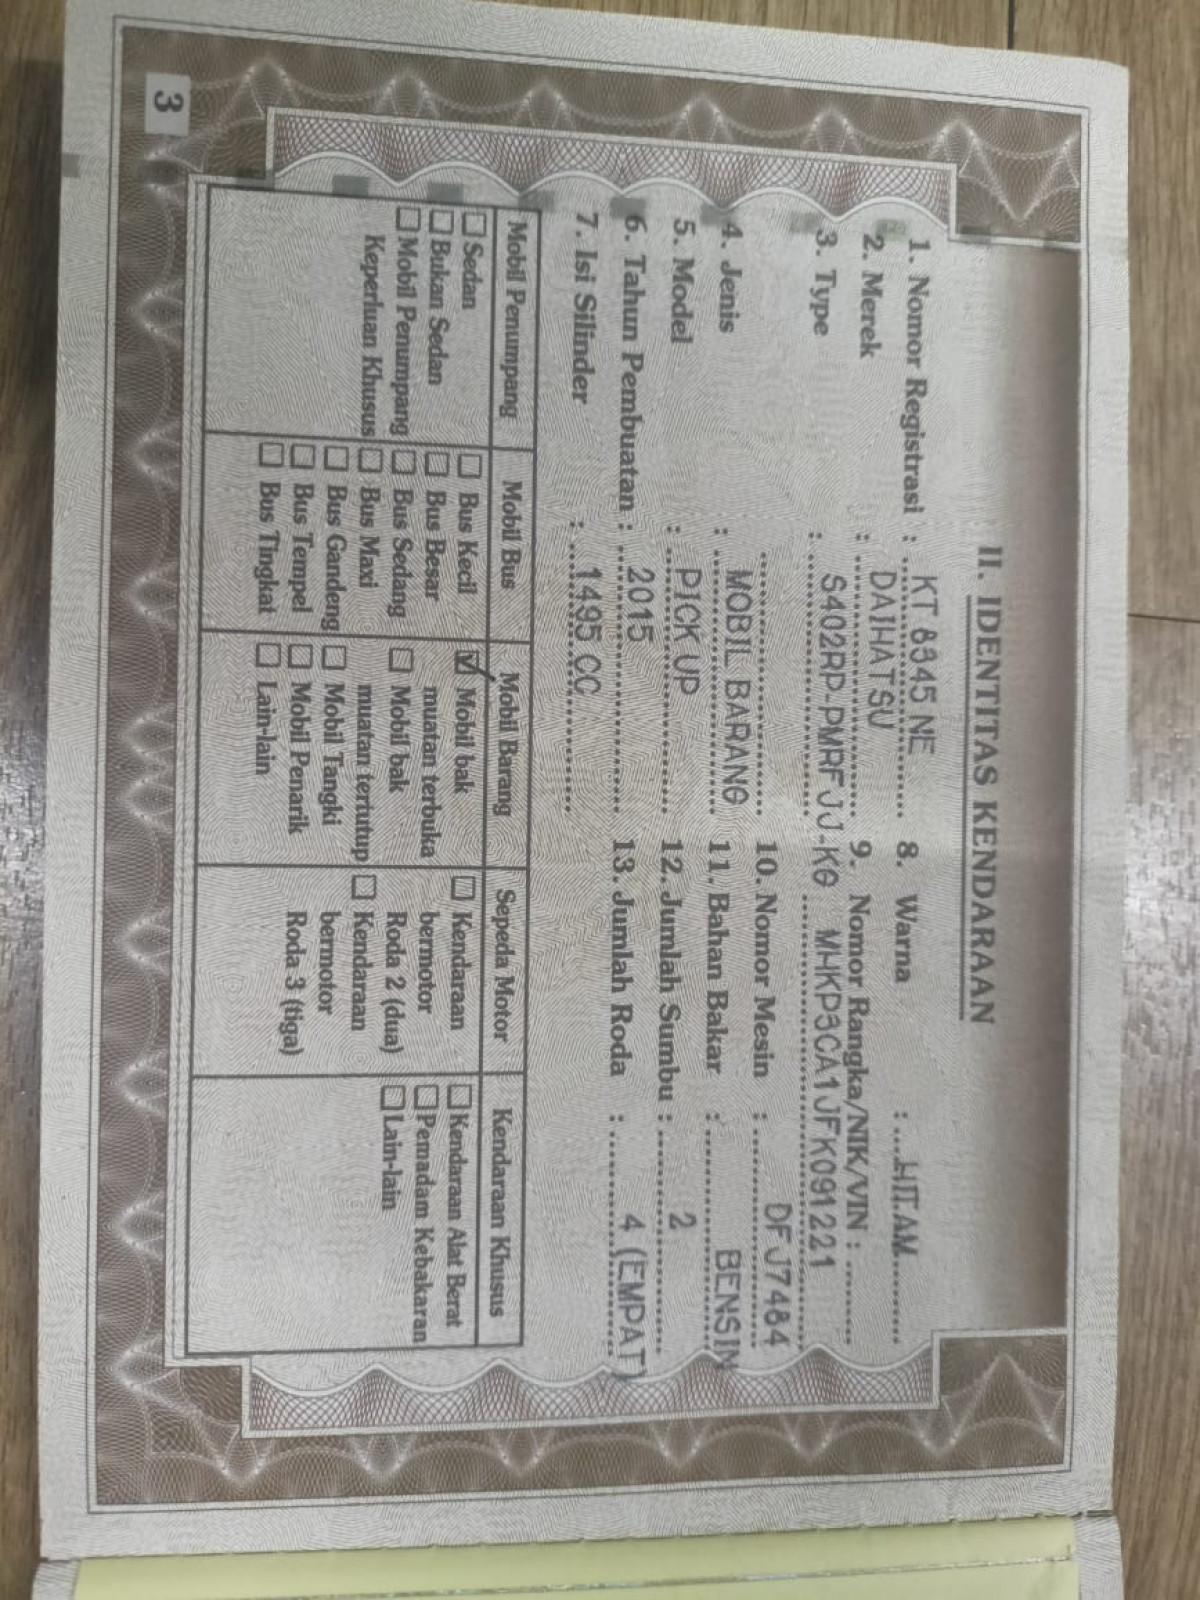 II. IDENTITAS KENDARAAN
1. Nomor Registrasi : KT 8345 NE
2. Merek : DAIHATSU
3. Type : S402RP-PMRFJJ-KG
4. Jenis : MOBIL BARANG
5. Model : PICK UP
6. Tahun Pembuatan : 2015
7. Isi Silinder : 1495 CC
8. Warna : HITAM
9. Nomor Rangka/NIK/VIN :
MHKP3CA1JFK091221
10. Nomor Mesin : DFJ7484
11. Bahan Bakar : BENSIN
12. Jumlah Sumbu : 2
13. Jumlah Roda : 4 (EMPAT)
Mobil Penumpang
Sedan
Bukan Sedan
Mobil Penumpang
Keperluan Khusus
Mobil Bus
Bus Kecil
Bus Besar
Bus Sedang
Bus Maxi
Bus Gandeng
Bus Tempel
Bus Tingkat
Mobil Barang
☑ Mobil bak
muatan terbuka
Mobil bak
muatan tertutup
Mobil Tangki
Mobil Penarik
Lain-lain
Sepeda Motor
Kendaraan
bermotor
Roda 2 (dua)
Kendaraan
bermotor
Roda 3 (tiga)
Kendaraan Khusus
Kendaraan Alat Berat
Pemadam Kebakaran
Lain-lain
3